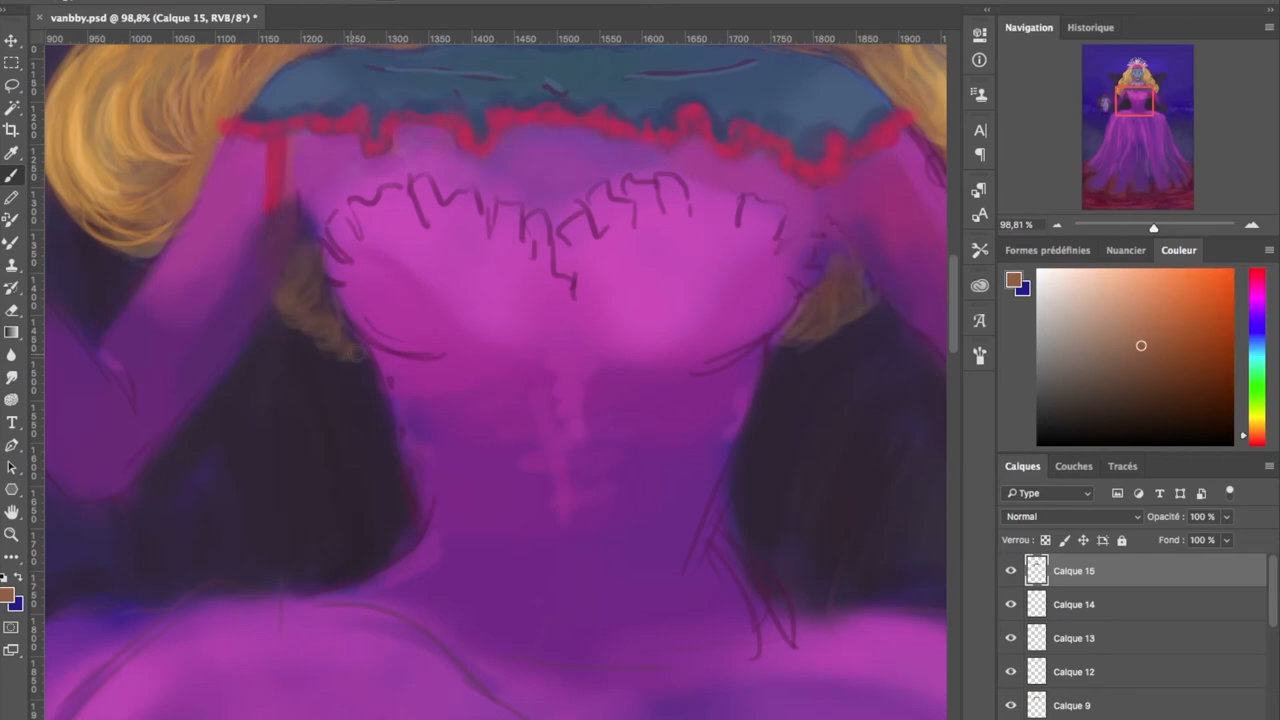 vanbby.psd @ 98,8% (Calque 15, RVB/8*) *
900 950 1000 1050 1100 1150 1200 1250 1300 1350 1400 1450 1500 1550 1600 1650 1700 1750 1800 1850 1900
Navigation Historique
98,81 %
Formes prédéfinies Nuancier Couleur
Calques Couches Tracés
Type
Normal Opacité : 100 %
Verrou : Fond : 100 %
Calque 15
Calque 14
Calque 13
Calque 12
Calque 9